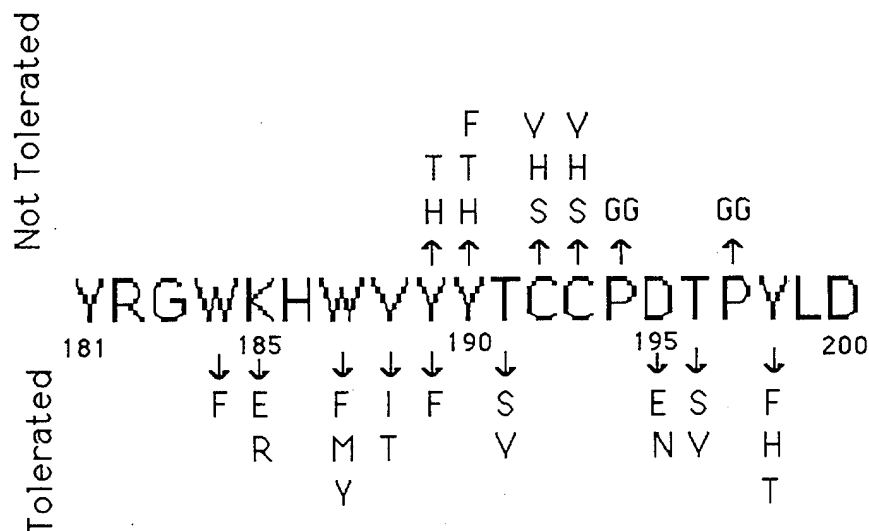 Not Tolerated
F V V
T T H H
H H S S GG GG
YRGWKHWVYYTCCPDTPYLD
181 185 190 195 200
F E F I F S E S F
R M T V N V H
Y T
Tolerated